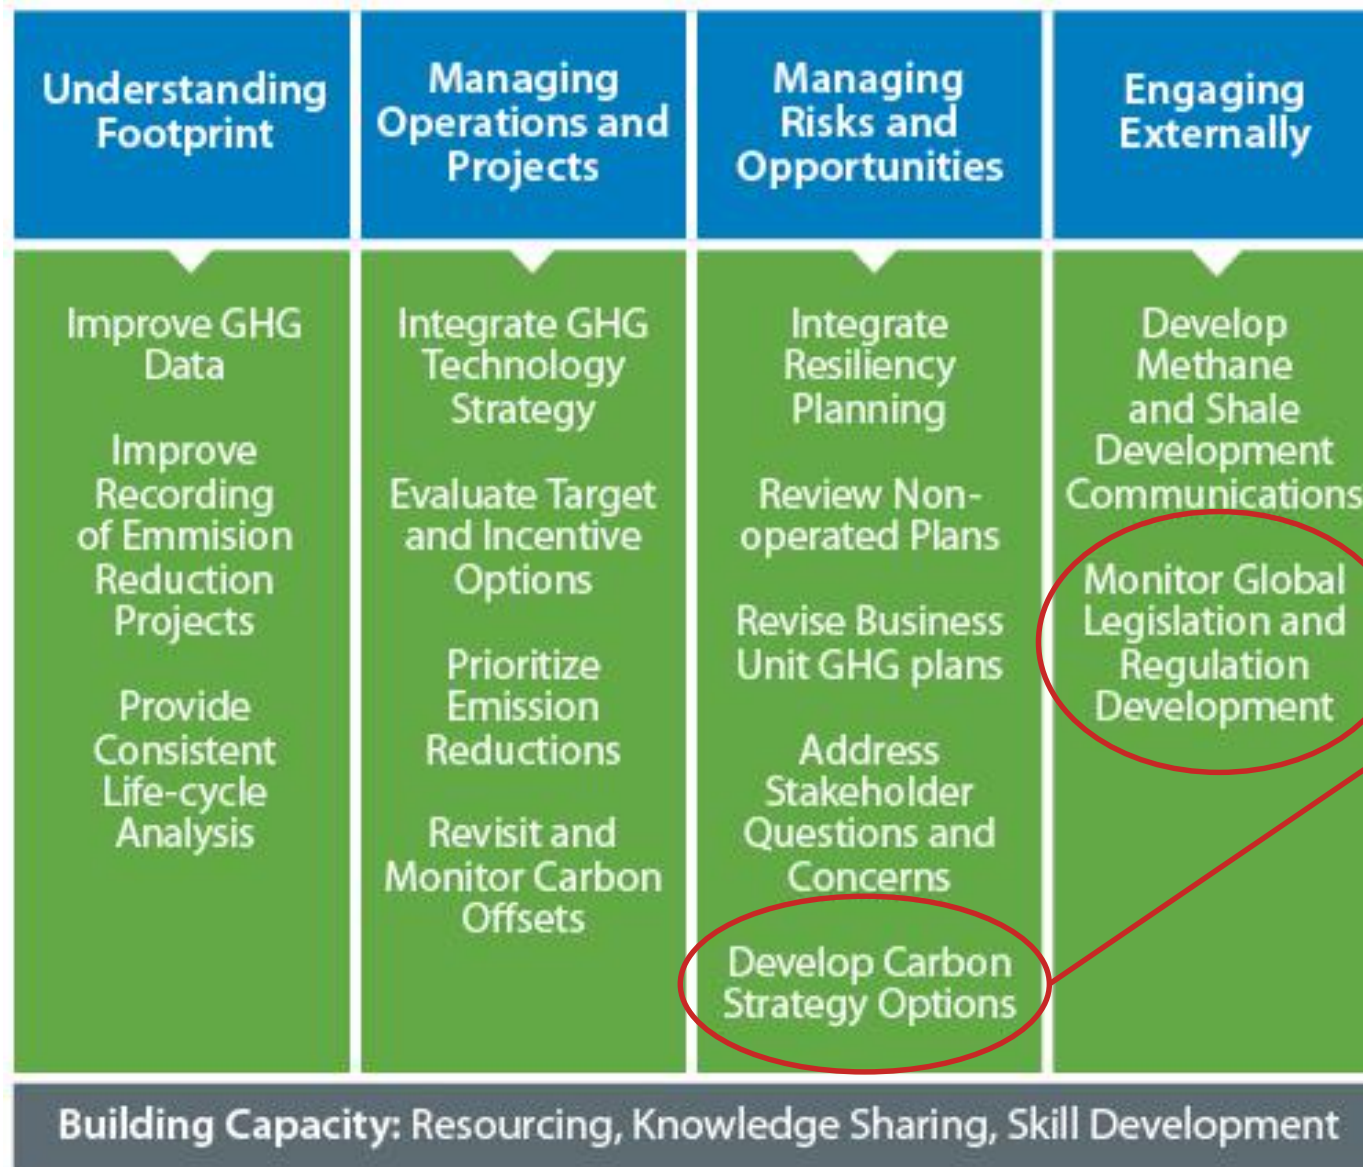 Understanding
Footprint
Managing
Operations and
Projects
Managing
Risks and
Opportunities
Engaging
Externally
Improve GHG
Data
Improve
Recording
of Emmision
Reduction
Projects
Provide
Consistent
Life-cycle
Analysis
Integrate GHG
Technology
Strategy
Evaluate Target
and Incentive
Options
Prioritize
Emission
Reductions
Revisit and
Monitor Carbon
Offsets
Integrate
Resiliency
Planning
Review Non-
operated Plans
Revise Business
Unit GHG plans
Address
Stakeholder
Questions and
Concerns
Develop Carbon
Strategy Options
Develop
Methane
and Shale
Development
Communications
Monitor Global
Legislation and
Regulation
Development
Building Capacity: Resourcing, Knowledge Sharing, Skill Development